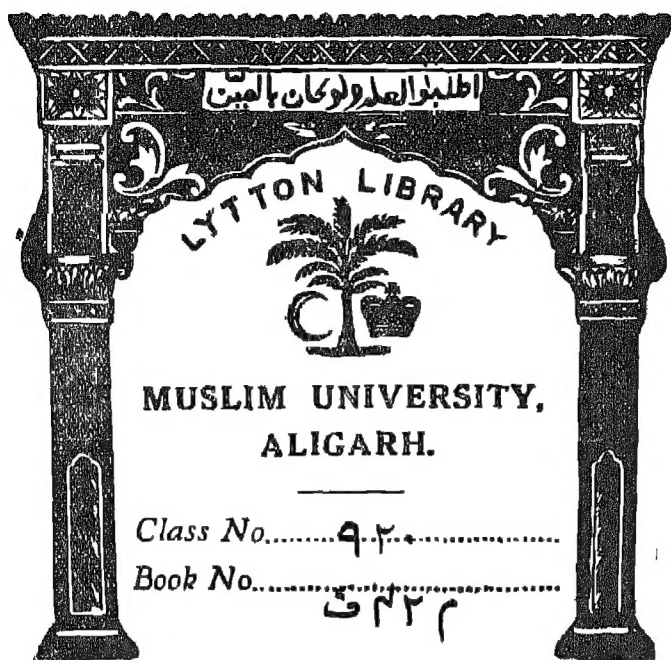 اطلبوا العلم ولو كان بالصين
LYTTON LIBRARY
MUSLIM UNIVERSITY,
ALIGARH.
Class No. ۹۲۰
Book No.